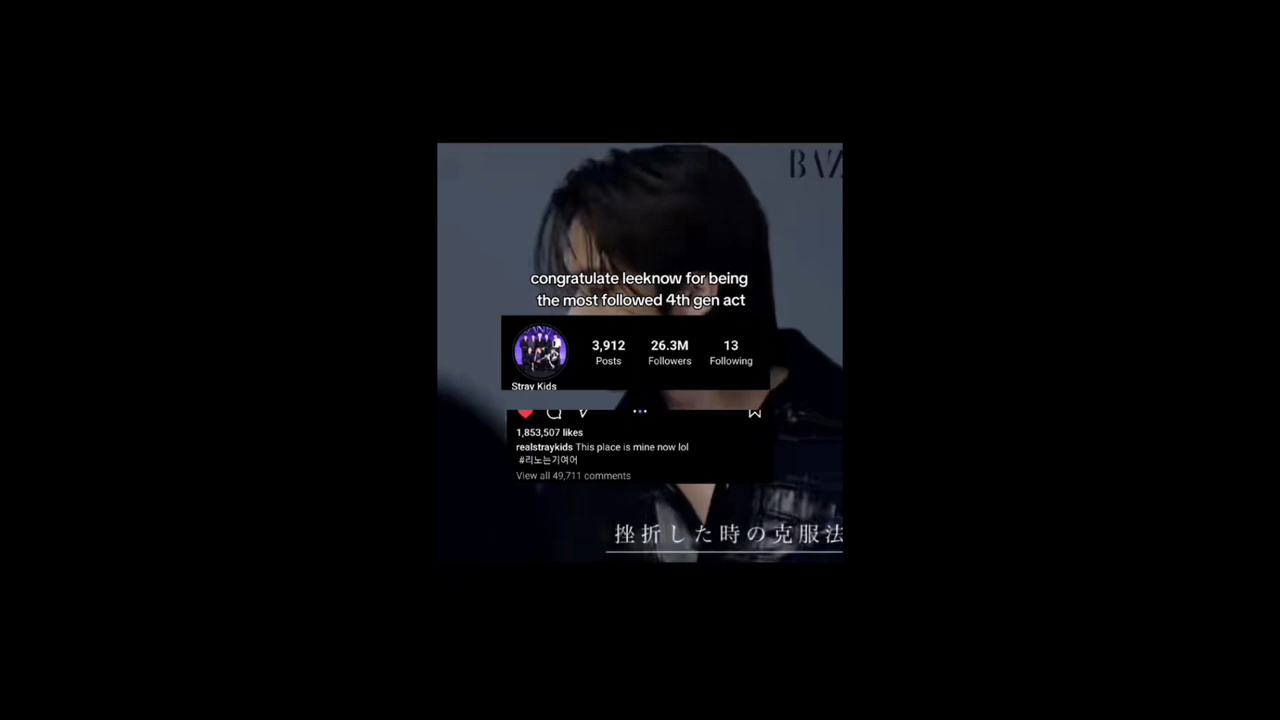 BAZ
congratulate leeknow for being
the most followed 4th gen act
3,912 26.3M 13
Posts Followers Following
Stray Kids
1,853,507 likes
realstraykids This place is mine now lol
#리노는기여어
View all 49,711 comments
挫折した時の克服法